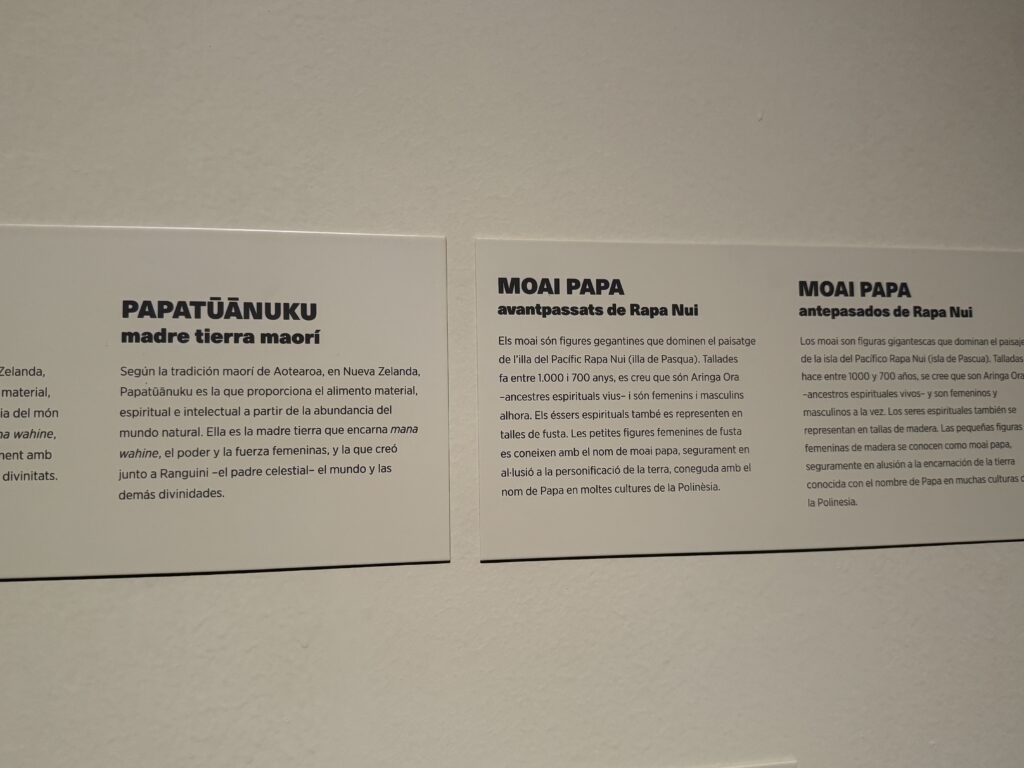 Zelanda,
material,
ia del món
na wahine,
ment amb
divinitats.
PAPATŪĀNUKU
madre tierra maorí
Según la tradición maorí de Aotearoa, en Nueva Zelanda,
Papatūānuku es la que proporciona el alimento material,
espiritual e intelectual a partir de la abundancia del
mundo natural. Ella es la madre tierra que encarna mana
wahine, el poder y la fuerza femeninas, y la que creó
junto a Ranguini –el padre celestial– el mundo y las
demás divinidades.
MOAI PAPA
avantpassats de Rapa Nui
Els moai són figures gegantines que dominen el paisatge
de l'illa del Pacífic Rapa Nui (illa de Pasqua). Tallades
fa entre 1.000 i 700 anys, es creu que són Aringa Ora
–ancestres espirituals vius– i són femenins i masculins
alhora. Els éssers espirituals també es representen en
talles de fusta. Les petites figures femenines de fusta
es coneixen amb el nom de moai papa, segurament en
al·lusió a la personificació de la terra, coneguda amb el
nom de Papa en moltes cultures de la Polinèsia.
MOAI PAPA
antepasados de Rapa Nui
Los moai son figuras gigantescas que dominan el paisaje
de la isla del Pacífico Rapa Nui (isla de Pascua). Talladas
hace entre 1000 y 700 años, se cree que son Aringa Ora
–ancestros espirituales vivos– y son femeninos y
masculinos a la vez. Los seres espirituales también se
representan en tallas de madera. Las pequeñas figuras
femeninas de madera se conocen como moai papa,
seguramente en alusión a la encarnación de la tierra
conocida con el nombre de Papa en muchas culturas
la Polinesia.